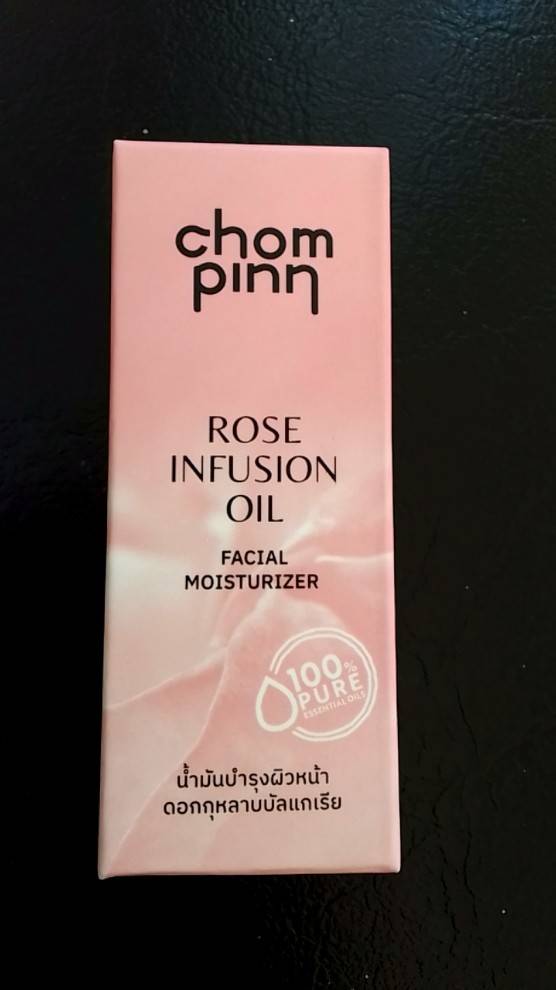 chom
pinn
ROSE
INFUSION
OIL
FACIAL
MOISTURIZER
100%
PURE
ESSENTIAL OILS
น้ำมันบำรุงผิวหน้า
ดอกกุหลาบบัลแกเรีย